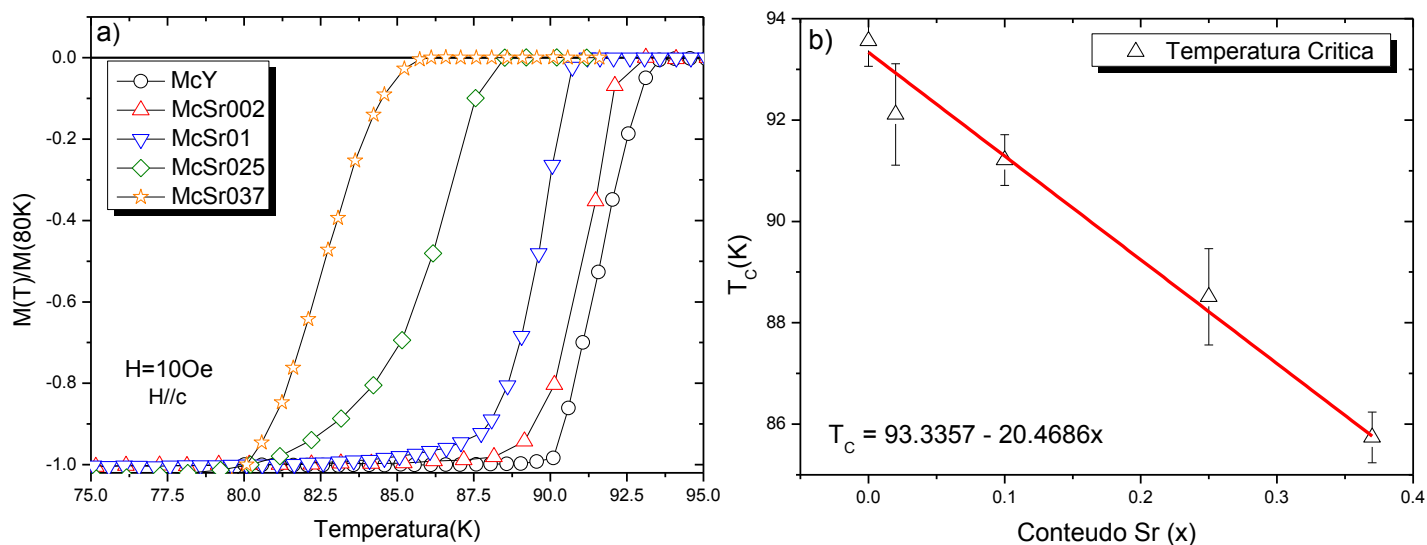 a)
0.0
-0.2
-0.4
-0.6
-0.8
-1.0
M(T)/M(80K)
McY
McSr002
McSr01
McSr025
McSr037
H=10Oe
H//c
75.0 77.5 80.0 82.5 85.0 87.5 90.0 92.5 95.0
Temperatura(K)
b)
94
92
90
88
86
T_C(K)
Temperatura Critica
T_C = 93.3357 - 20.4686x
0.0 0.1 0.2 0.3 0.4
Conteudo Sr (x)